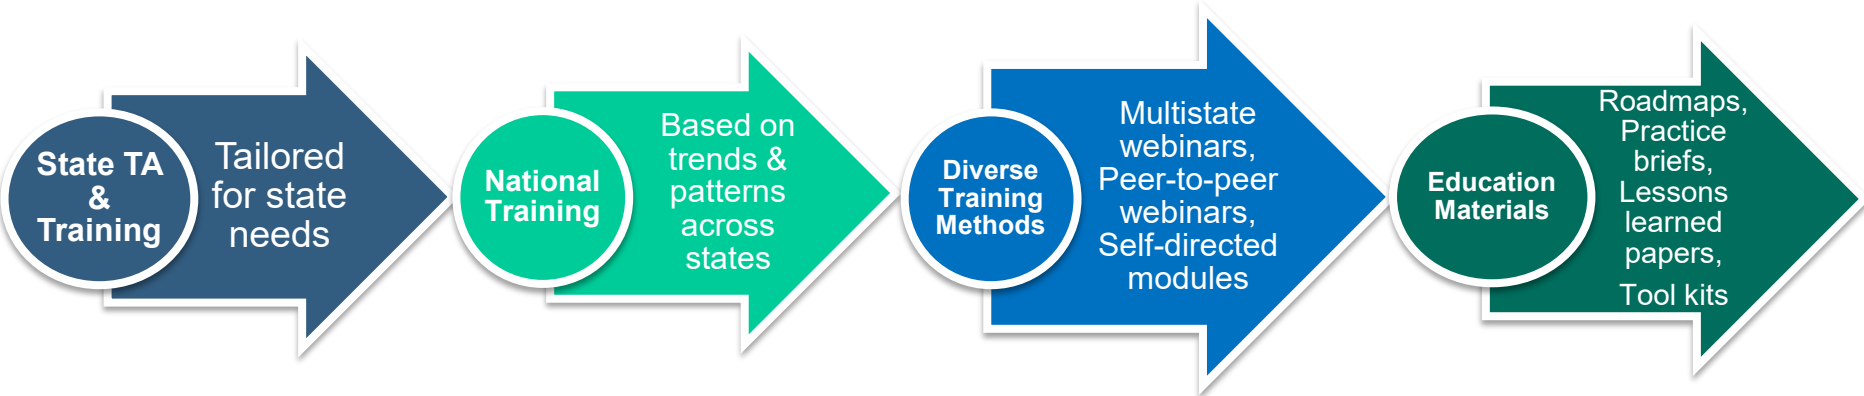 State TA
&
Training
Tailored
for state
needs
National
Training
Based on
trends &
patterns
across
states
Diverse
Training
Methods
Multistate
webinars,
Peer-to-peer
webinars,
Self-directed
modules
Education
Materials
Roadmaps,
Practice
briefs,
Lessons
learned
papers,
Tool kits